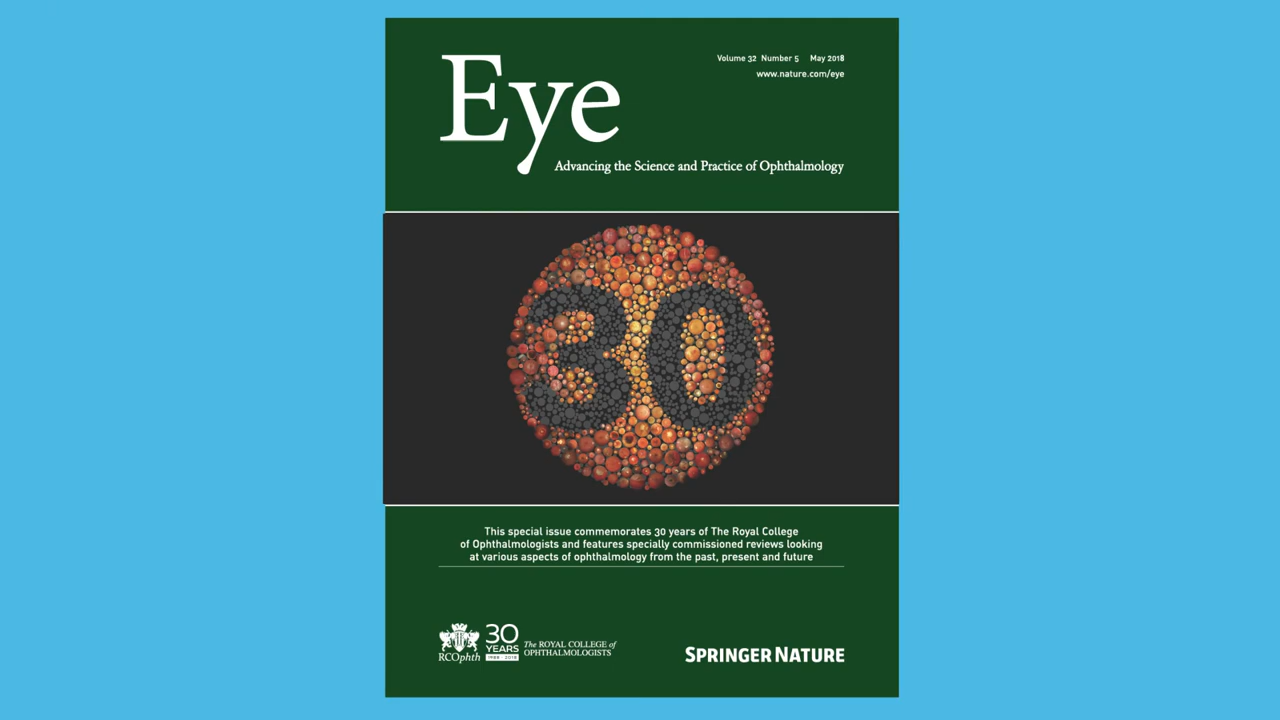 Eye
Volume 32 Number 5 May 2018
www.nature.com/eye
Advancing the Science and Practice of Ophthalmology
30
This special issue commemorates 30 years of The Royal College
of Ophthalmologists and features specially commissioned reviews looking
at various aspects of ophthalmology from the past, present and future
RCOphth
30
YEARS
1988 - 2018
The ROYAL COLLEGE of
OPHTHALMOLOGISTS
SPRINGER NATURE